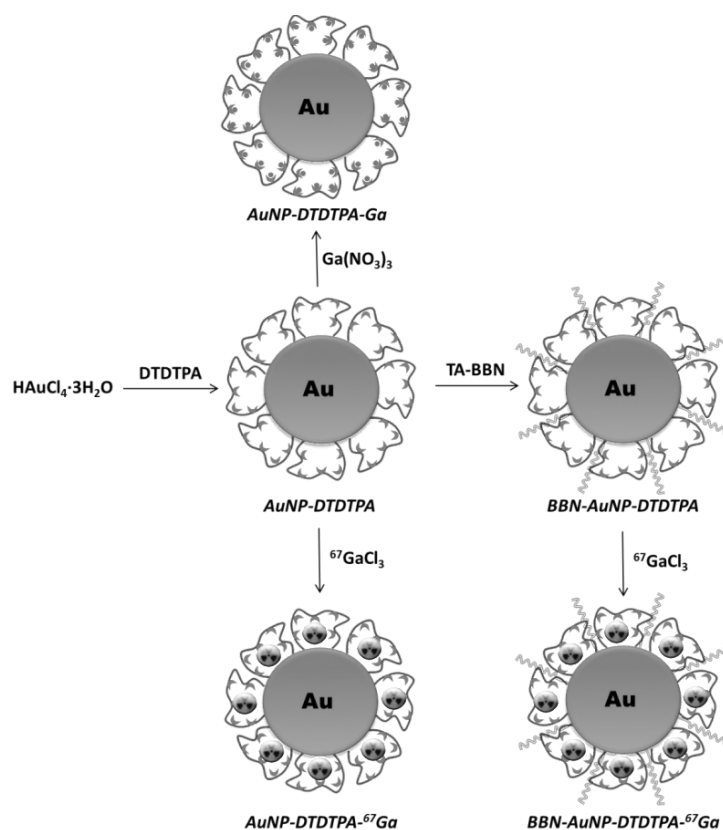 Au
AuNP-DTDTPA-Ga
Ga(NO₃)₃
HAuCl₄·3H₂O
DTDTPA
Au
TA-BBN
Au
AuNP-DTDTPA
BBN-AuNP-DTDTPA
⁶⁷GaCl₃
⁶⁷GaCl₃
Au
Au
AuNP-DTDTPA-⁶⁷Ga
BBN-AuNP-DTDTPA-⁶⁷Ga